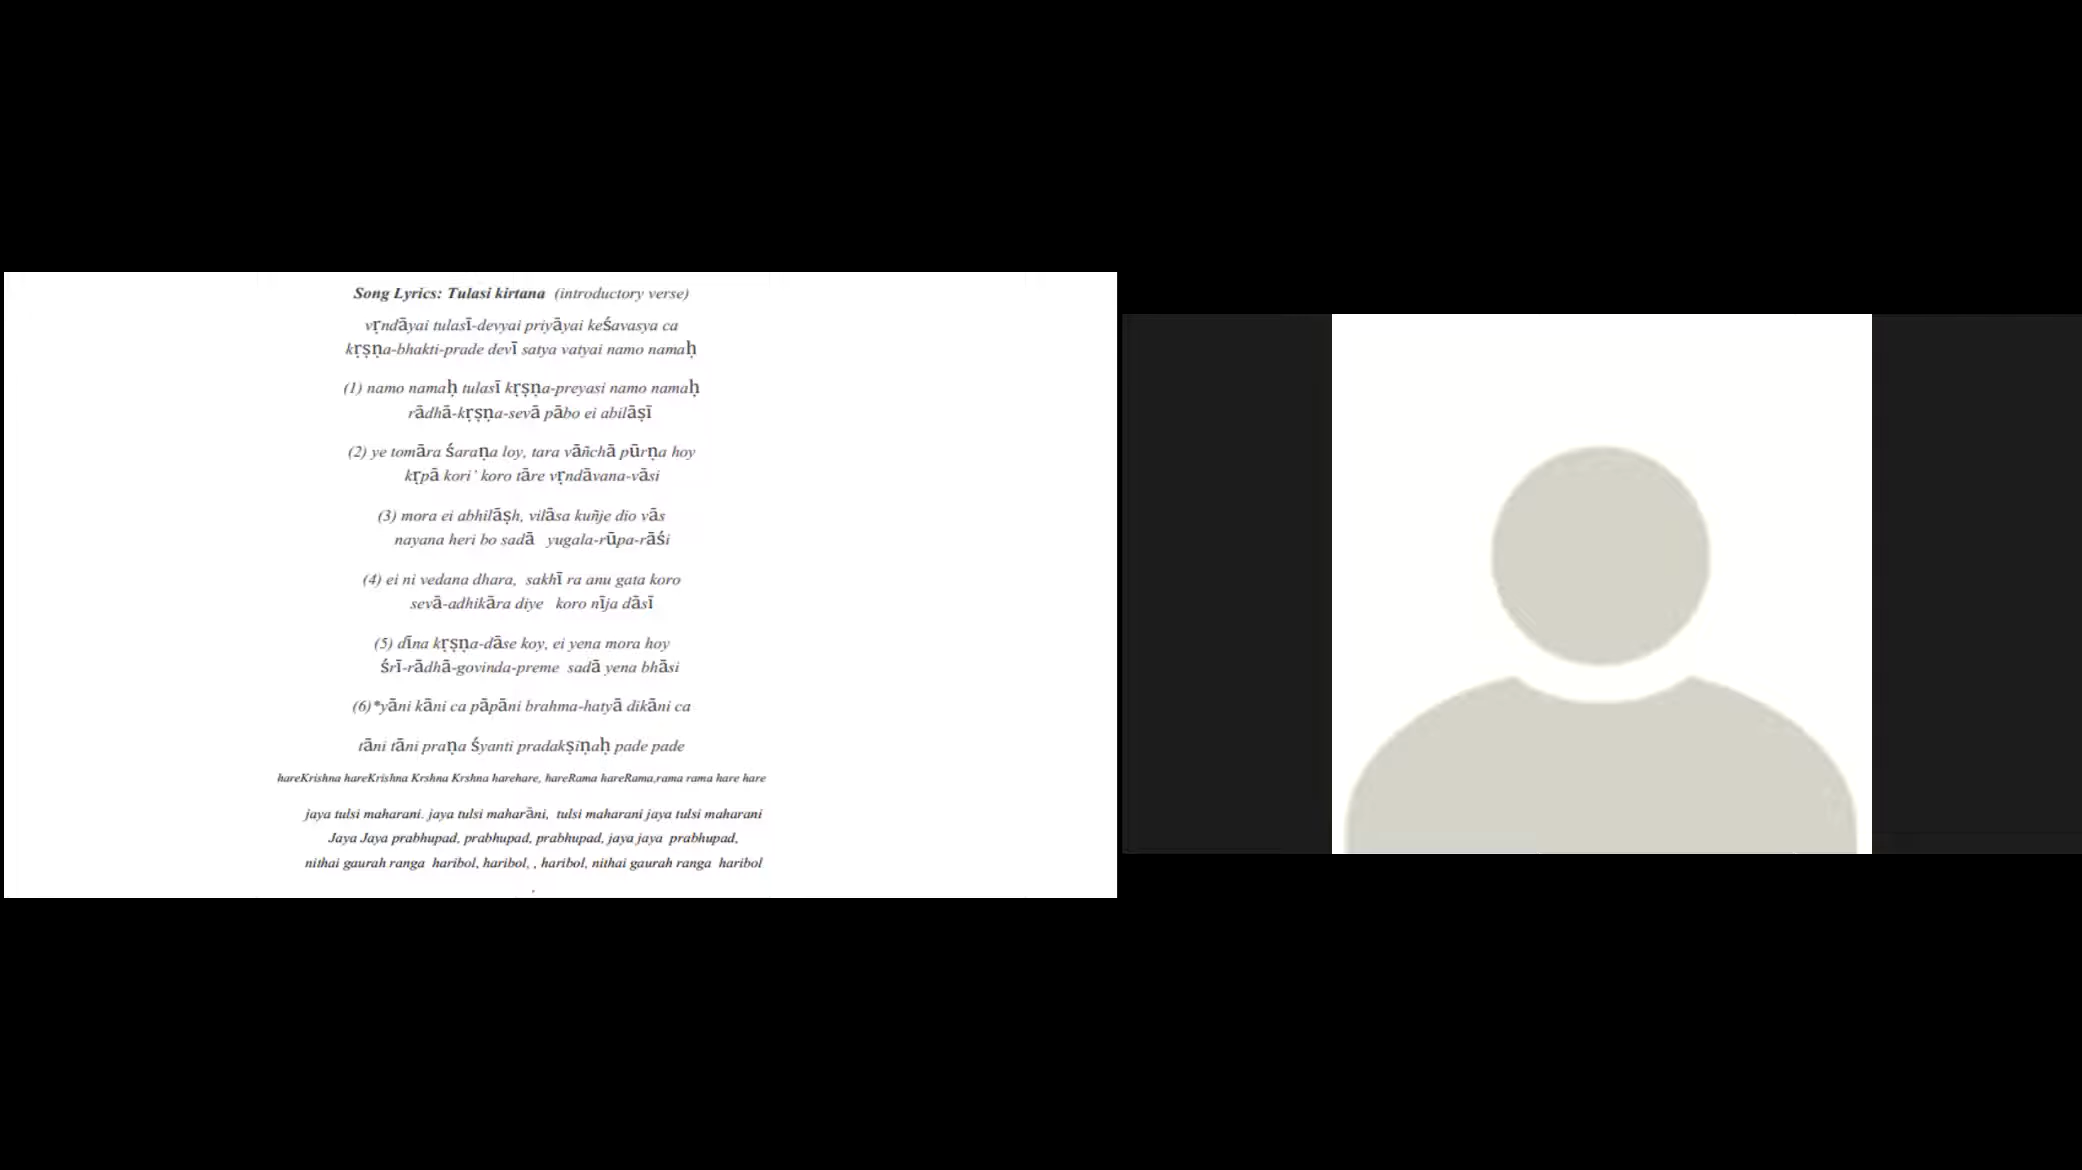 Song Lyrics: Tulasi kirtana (introductory verse)
vṛndāyai tulasī-devyai priyāyai keśavasya ca
kṛṣṇa-bhakti-prade devī satya vatyai namo namaḥ
(1) namo namaḥ tulasī kṛṣṇa-preyasi namo namaḥ
rādhā-kṛṣṇa-sevā pābo ei abilāṣī
(2) ye tomāra śaraṇa loy, tara vāñchā pūrṇa hoy
kṛpā kori' koro tāre vṛndāvana-vāsi
(3) mora ei abhilāṣh, vilāsa kuñje dio vās
nayana heri bo sadā yugala-rūpa-rāśi
(4) ei ni vedana dhara, sakhī ra anu gata koro
sevā-adhikāra diye koro nīja dāsī
(5) dīna kṛṣṇa-dāse koy, ei yena mora hoy
śrī-rādhā-govinda-preme sadā yena bhāsi
(6)*yāni kāni ca pāpāni brahma-hatyā dikāni ca
tāni tāni praṇa śyanti pradakṣiṇaḥ pade pade
hareKrishna hareKrishna Krshna Krshna harehare, hareRama hareRama,rama rama hare hare
jaya tulsi maharani. jaya tulsi maharāni, tulsi maharani jaya tulsi maharani
Jaya Jaya prabhupad, prabhupad, prabhupad, jaya jaya prabhupad,
nithai gaurah ranga haribol, haribol, , haribol, nithai gaurah ranga haribol
,